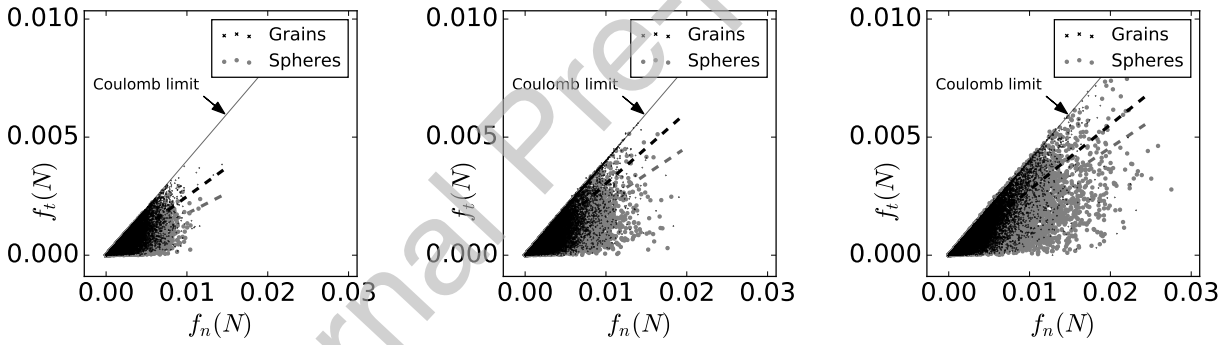 0.010
Grains
Spheres
Coulomb limit
0.005
0.000
f_t(N)
0.00 0.01 0.02 0.03
f_n(N)
0.010
Grains
Spheres
Coulomb limit
0.005
0.000
f_t(N)
0.00 0.01 0.02 0.03
f_n(N)
0.010
Grains
Spheres
Coulomb limit
0.005
0.000
f_t(N)
0.00 0.01 0.02 0.03
f_n(N)
rnal Pre-